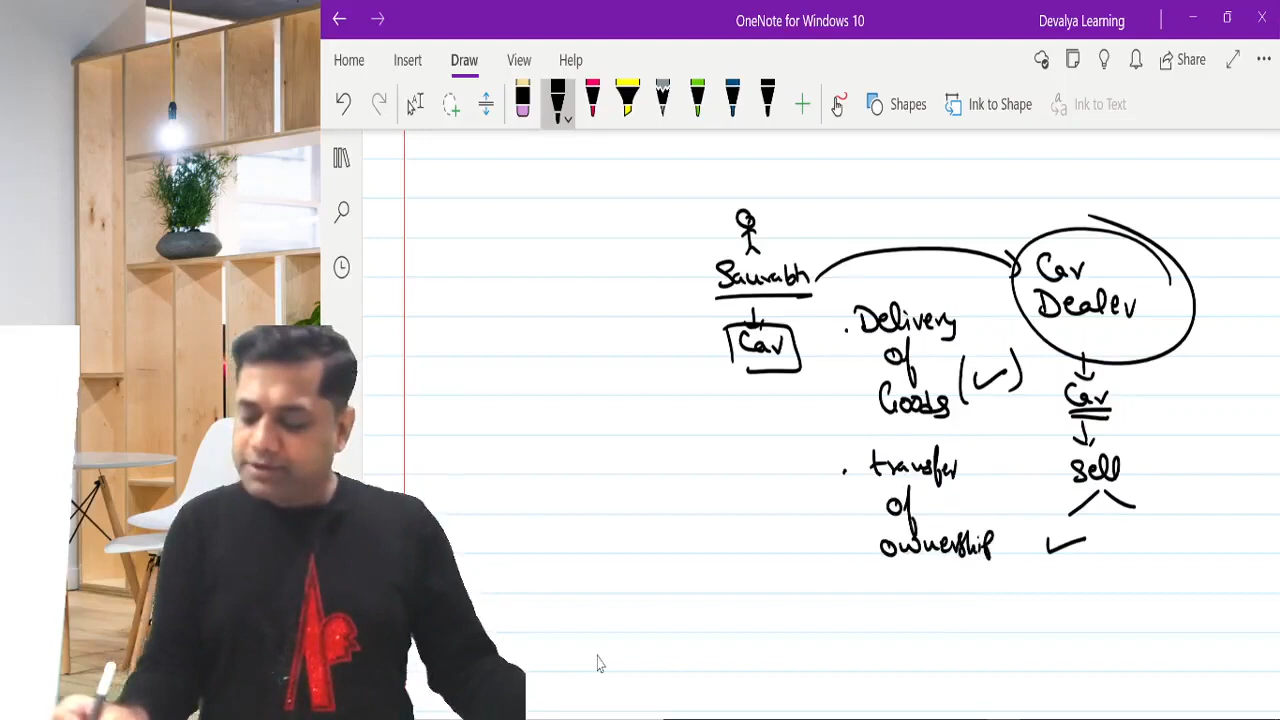 OneNote for Windows 10
Devalya Learning
Home
Insert
Draw
View
Help
Share
Shapes
Ink to Shape
Ink to Text
Saurabh
Car
Car
Dealer
. Delivery
of
Goods (✓)
Car
Sell
. transfer
of
ownership ✓